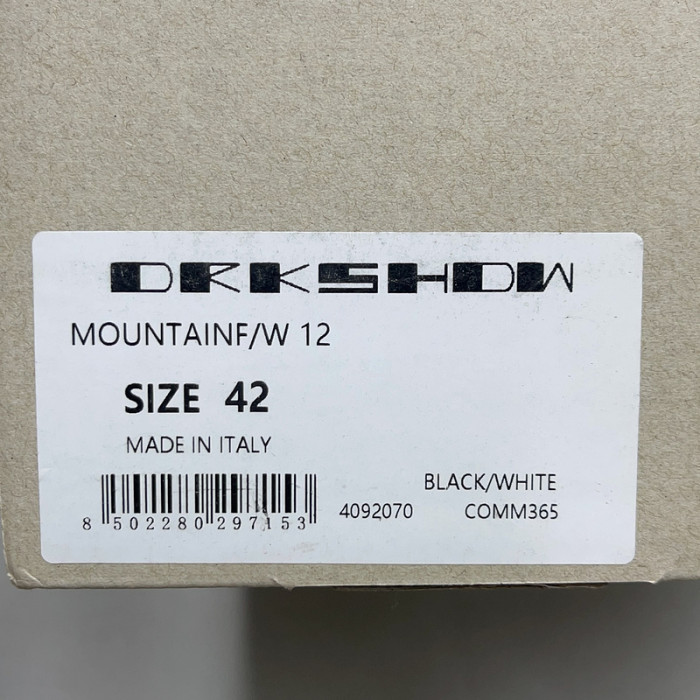 DRKSHDW
MOUNTAINF/W 12
SIZE 42
MADE IN ITALY
BLACK/WHITE
8 502280 297153
4092070 COMM365